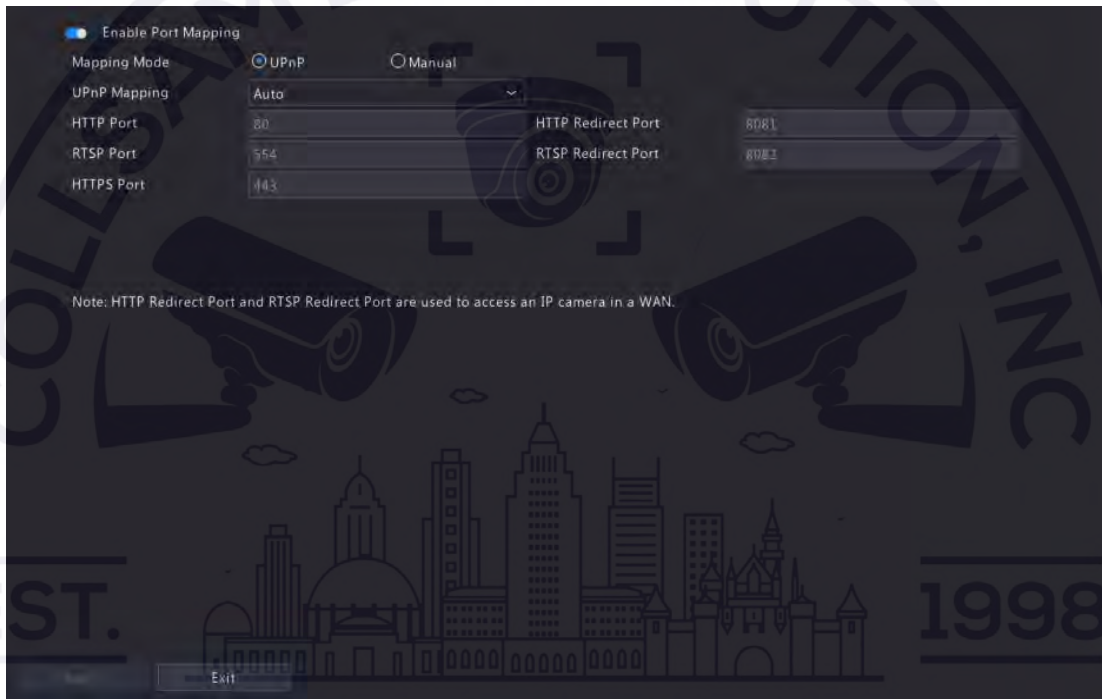 Enable Port Mapping
Mapping Mode UPnP Manual
UPnP Mapping Auto
HTTP Port 80 HTTP Redirect Port 8081
RTSP Port 554 RTSP Redirect Port 8082
HTTPS Port 443
Note: HTTP Redirect Port and RTSP Redirect Port are used to access an IP camera in a WAN.
EST. 1998
Exit